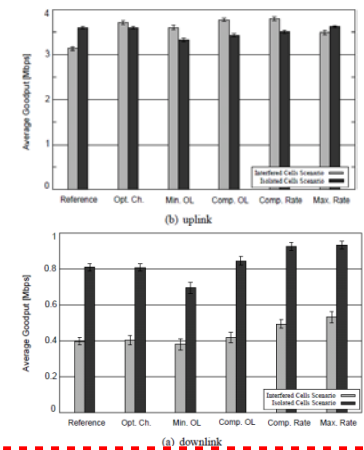 4
3
2
1
0
Average Goodput [Mbps]
Interfered Cells Scenario
Isolated Cells Scenario
Reference Opt. Ch. Min. OL Comp. OL Comp. Rate Max. Rate
(b) uplink
1
0.8
0.6
0.4
0.2
0
Average Goodput [Mbps]
Interfered Cells Scenario
Isolated Cells Scenario
Reference Opt. Ch. Min. OL Comp. OL Comp. Rate Max. Rate
(a) downlink